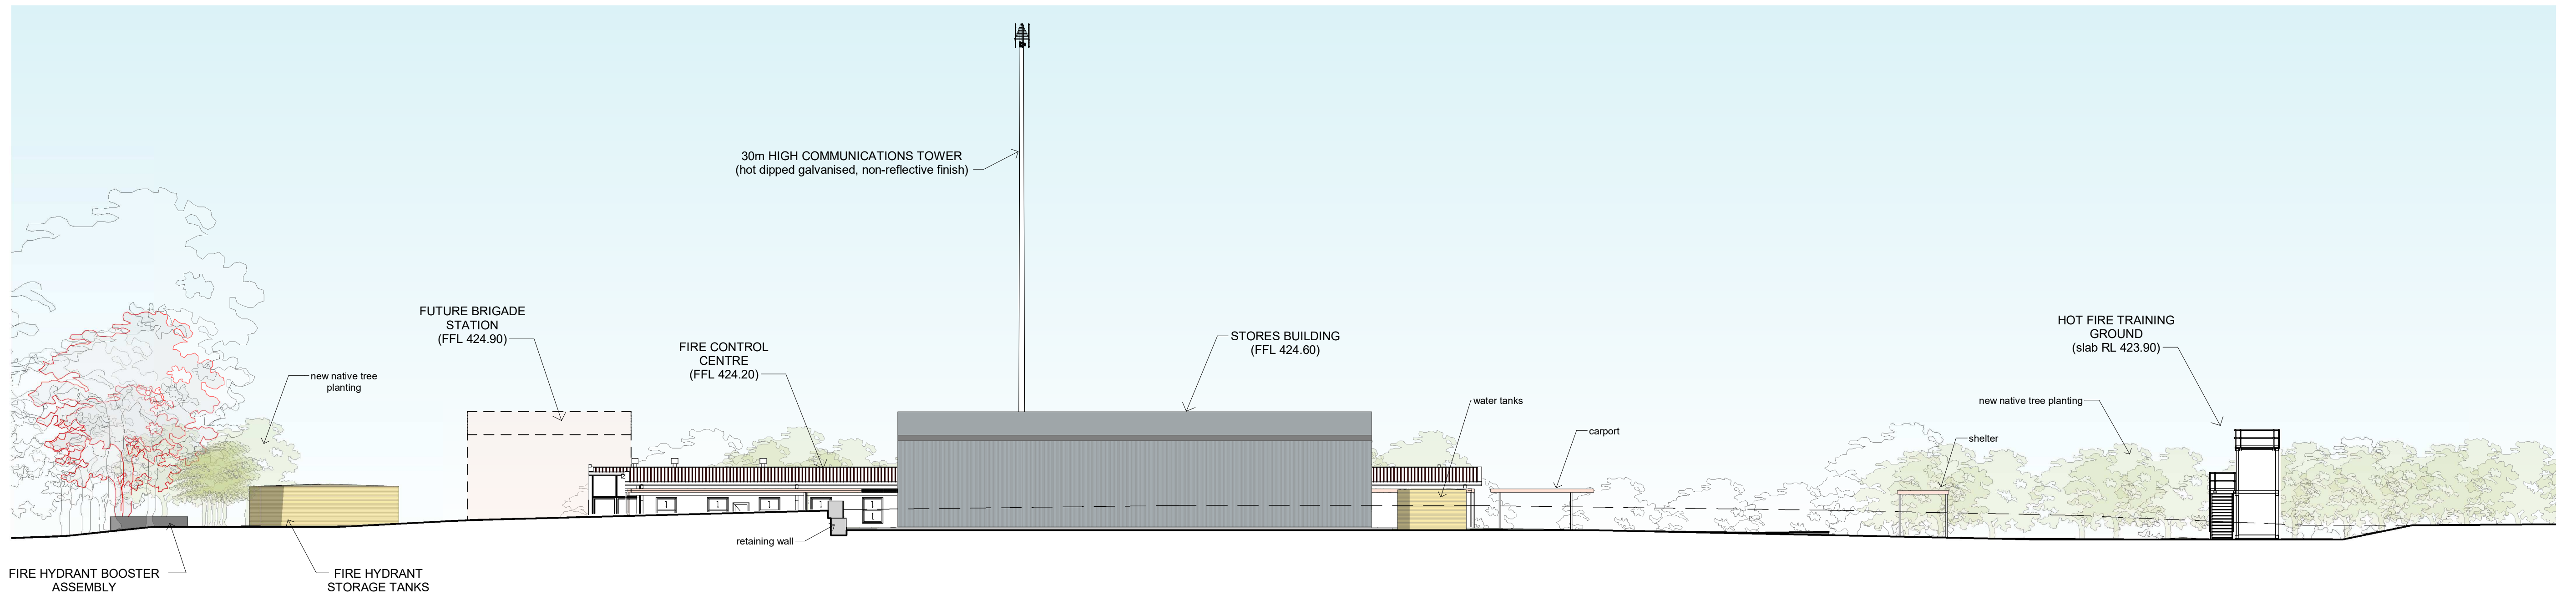 30m HIGH COMMUNICATIONS TOWER
(hot dipped galvanised, non-reflective finish)
FUTURE BRIGADE
STATION
(FFL 424.90)
new native tree
planting
FIRE CONTROL
CENTRE
(FFL 424.20)
STORES BUILDING
(FFL 424.60)
HOT FIRE TRAINING
GROUND
(slab RL 423.90)
water tanks
carport
new native tree planting
shelter
retaining wall
FIRE HYDRANT BOOSTER
ASSEMBLY
FIRE HYDRANT
STORAGE TANKS